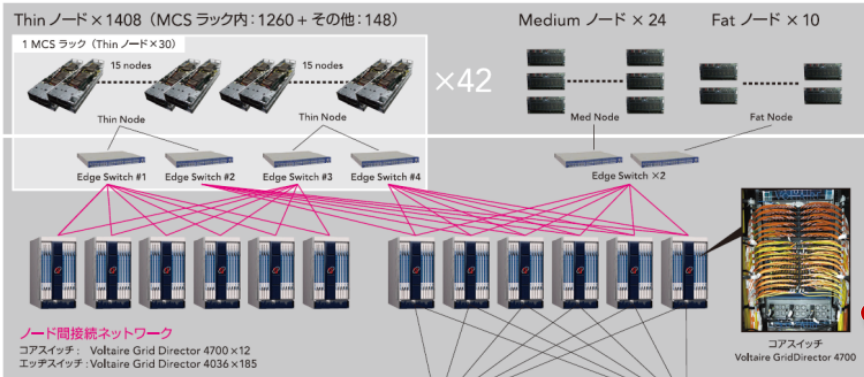 Thin ノード×1408（MCS ラック内：1260 + その他：148）
Medium ノード × 24
Fat ノード × 10
1 MCS ラック（Thin ノード×30）
15 nodes
15 nodes
×42
Thin Node
Thin Node
Med Node
Fat Node
Edge Switch #1
Edge Switch #2
Edge Switch #3
Edge Switch #4
Edge Switch ×2
ノード間接続ネットワーク
コアスイッチ： Voltaire Grid Director 4700 ×12
エッヂスイッチ：Voltaire Grid Director 4036 ×185
コアスイッチ
Voltaire GridDirector 4700